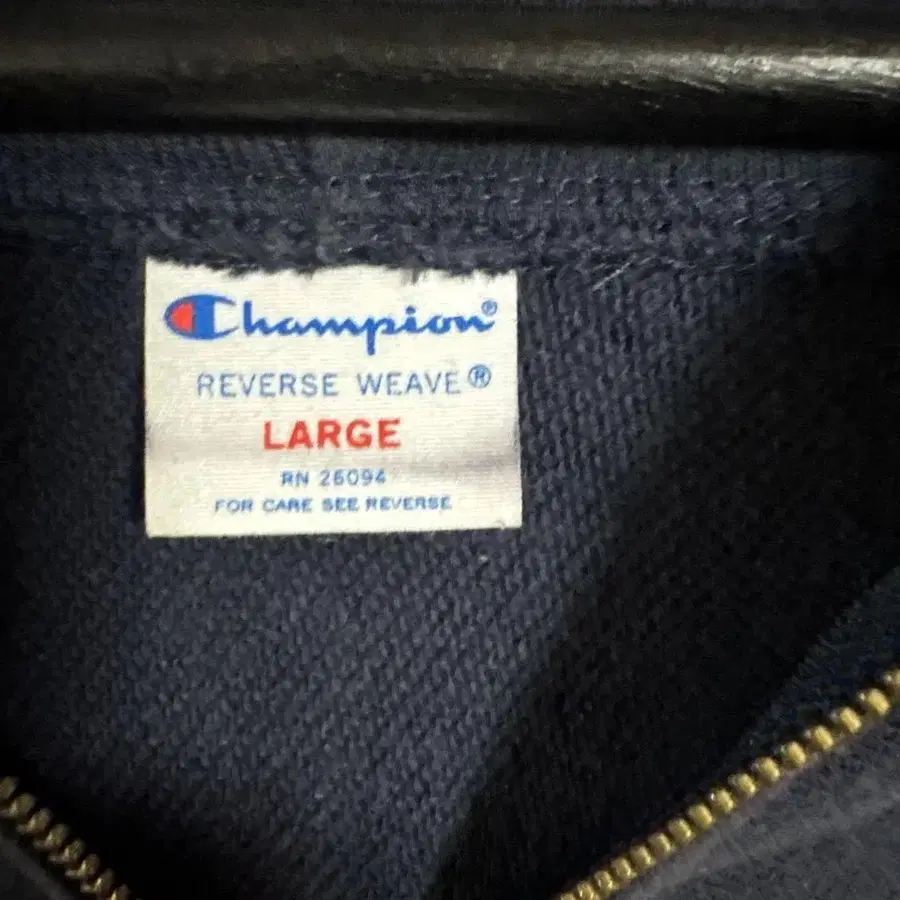 Champion®
REVERSE WEAVE®
LARGE
RN 26094
FOR CARE SEE REVERSE